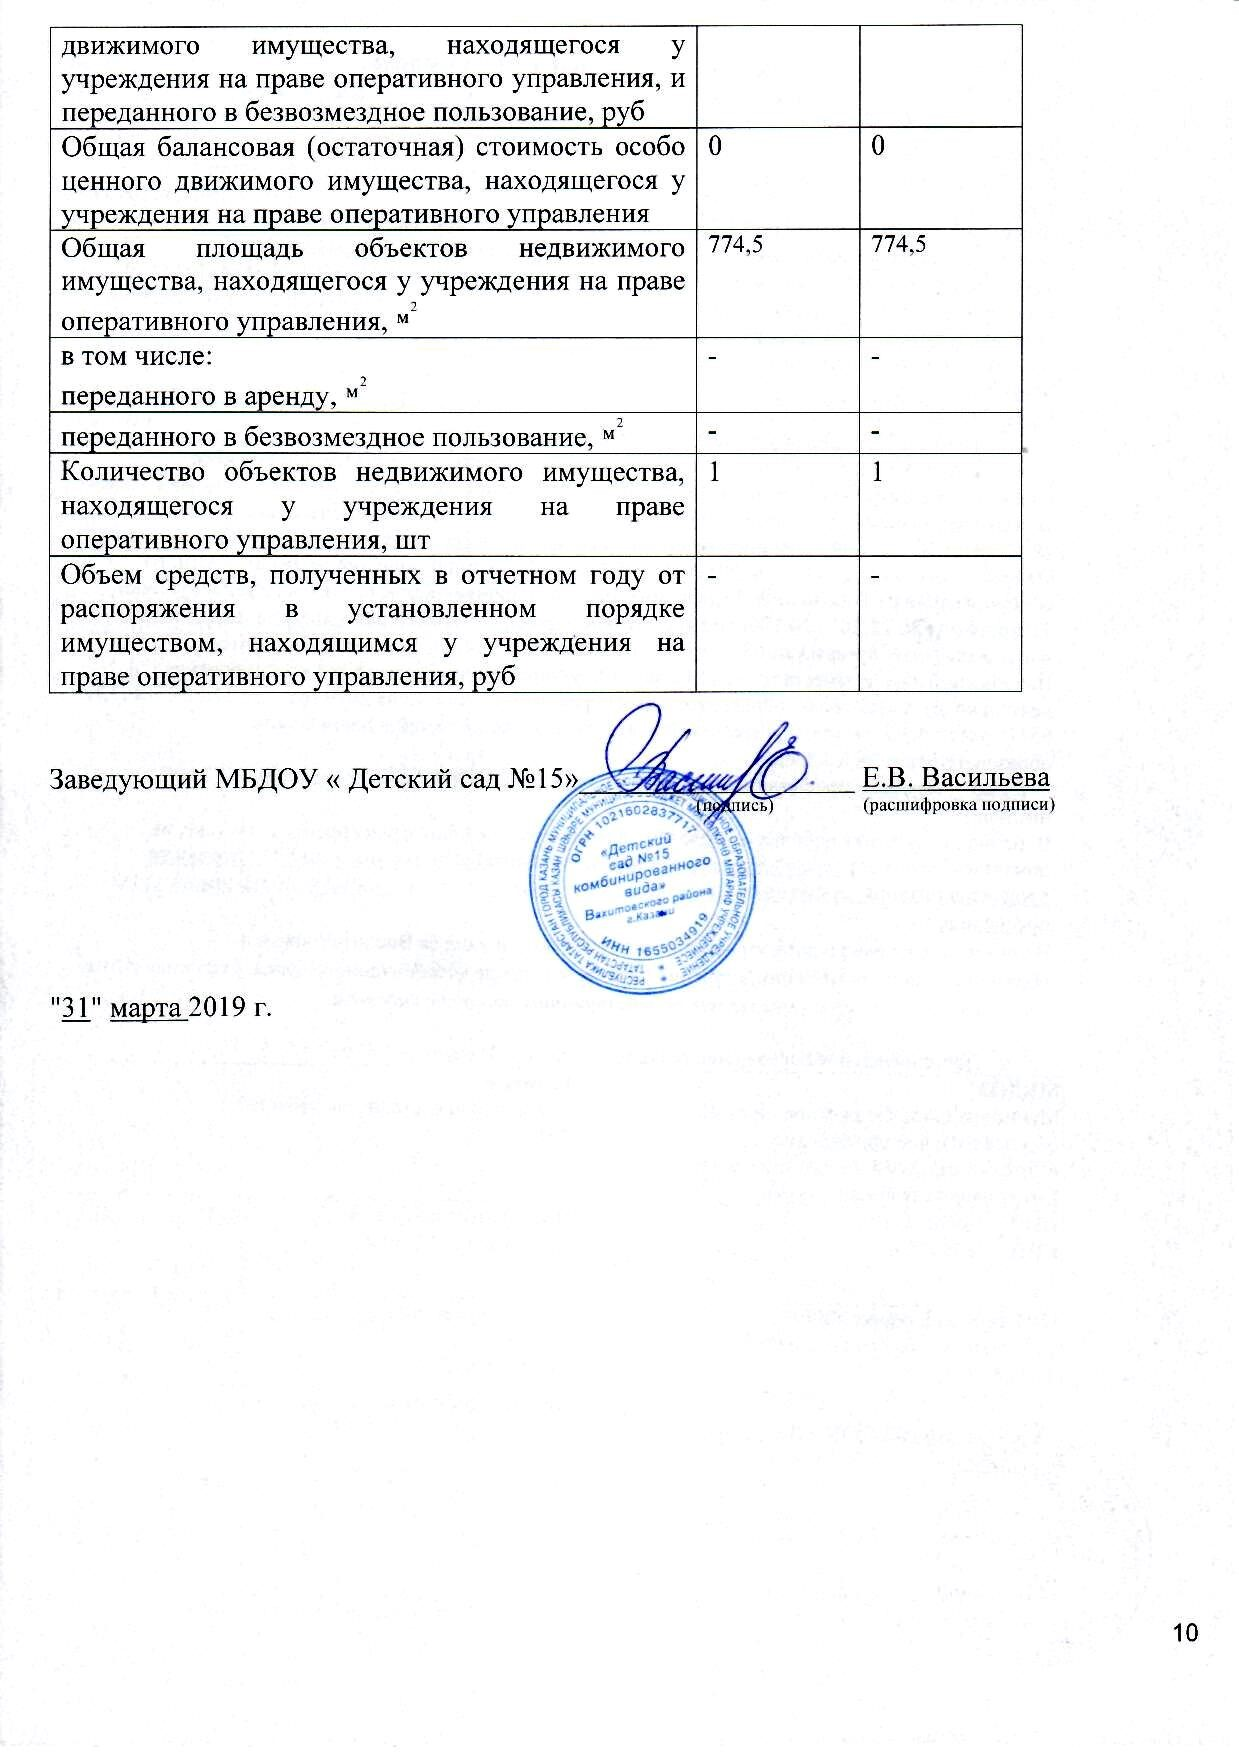 движимого имущества, находящегося у
учреждения на праве оперативного управления, и
переданного в безвозмездное пользование, руб
Общая балансовая (остаточная) стоимость особо 0 0
ценного движимого имущества, находящегося у
учреждения на праве оперативного управления
Общая площадь объектов недвижимого 774,5 774,5
имущества, находящегося у учреждения на праве
оперативного управления, м²
в том числе: - -
переданного в аренду, м²
переданного в безвозмездное пользование, м² - -
Количество объектов недвижимого имущества, 1 1
находящегося у учреждения на праве
оперативного управления, шт
Объем средств, полученных в отчетном году от - -
распоряжения в установленном порядке
имуществом, находящимся у учреждения на
праве оперативного управления, руб
Заведующий МБДОУ « Детский сад №15» Е.В. Васильева
(подпись) (расшифровка подписи)
ОГРН 1021602837717
«Детский
сад №15
комбинированного
вида»
Вахитовского района
г.Казани
ИНН 1655034919
"31" марта 2019 г.
10